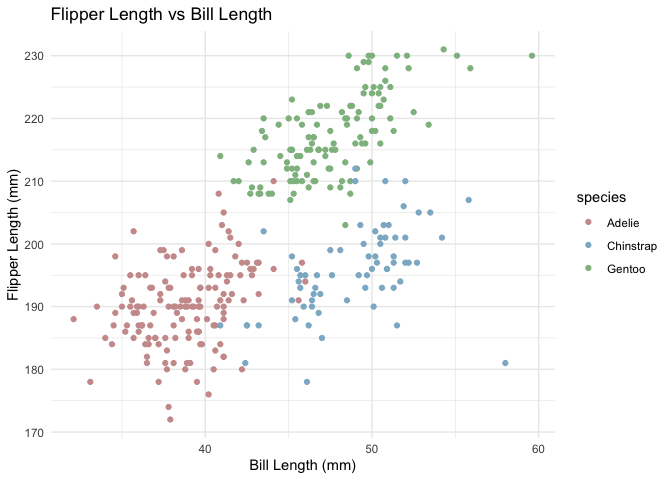 Flipper Length vs Bill Length
230
220
210
200
190
180
170
Flipper Length (mm)
40
50
60
Bill Length (mm)
species
Adelie
Chinstrap
Gentoo